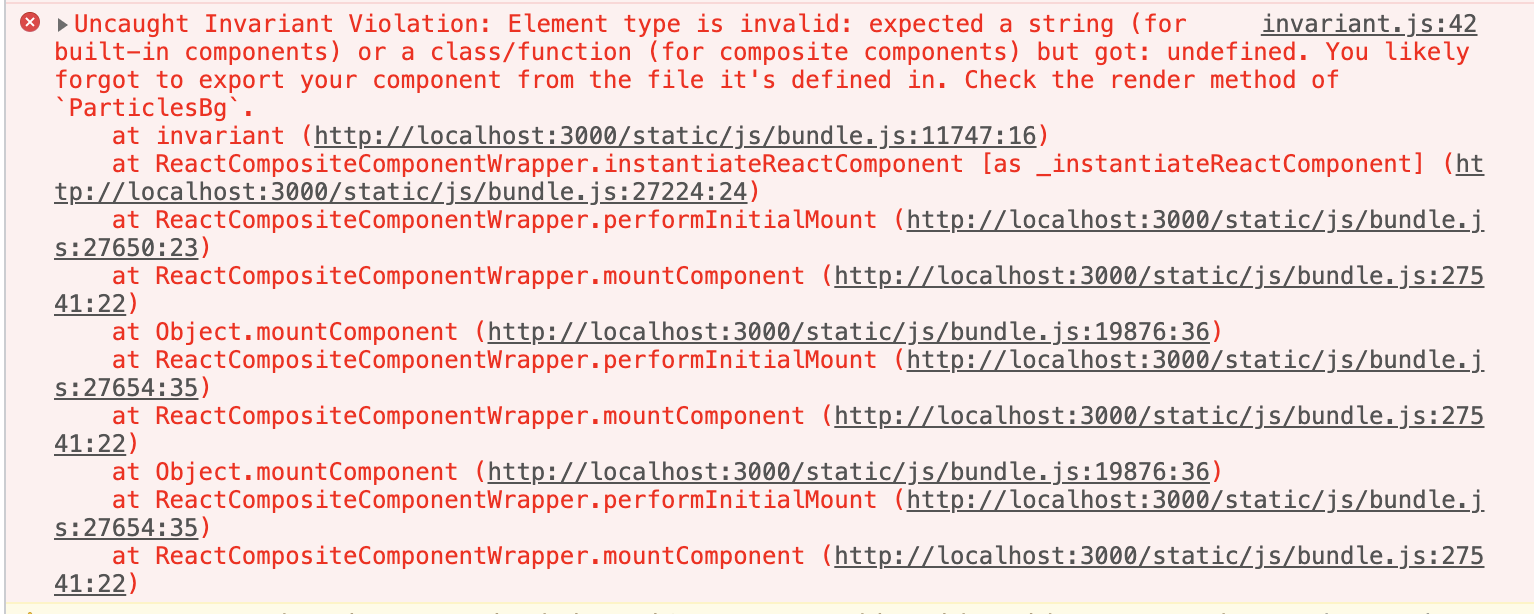 Uncaught Invariant Violation: Element type is invalid: expected a string (for invariant.js:42
built-in components) or a class/function (for composite components) but got: undefined. You likely
forgot to export your component from the file it's defined in. Check the render method of
`ParticlesBg`.
at invariant (http://localhost:3000/static/js/bundle.js:11747:16)
at ReactCompositeComponentWrapper.instantiateReactComponent [as _instantiateReactComponent] (ht
tp://localhost:3000/static/js/bundle.js:27224:24)
at ReactCompositeComponentWrapper.performInitialMount (http://localhost:3000/static/js/bundle.j
s:27650:23)
at ReactCompositeComponentWrapper.mountComponent (http://localhost:3000/static/js/bundle.js:275
41:22)
at Object.mountComponent (http://localhost:3000/static/js/bundle.js:19876:36)
at ReactCompositeComponentWrapper.performInitialMount (http://localhost:3000/static/js/bundle.j
s:27654:35)
at ReactCompositeComponentWrapper.mountComponent (http://localhost:3000/static/js/bundle.js:275
41:22)
at Object.mountComponent (http://localhost:3000/static/js/bundle.js:19876:36)
at ReactCompositeComponentWrapper.performInitialMount (http://localhost:3000/static/js/bundle.j
s:27654:35)
at ReactCompositeComponentWrapper.mountComponent (http://localhost:3000/static/js/bundle.js:275
41:22)